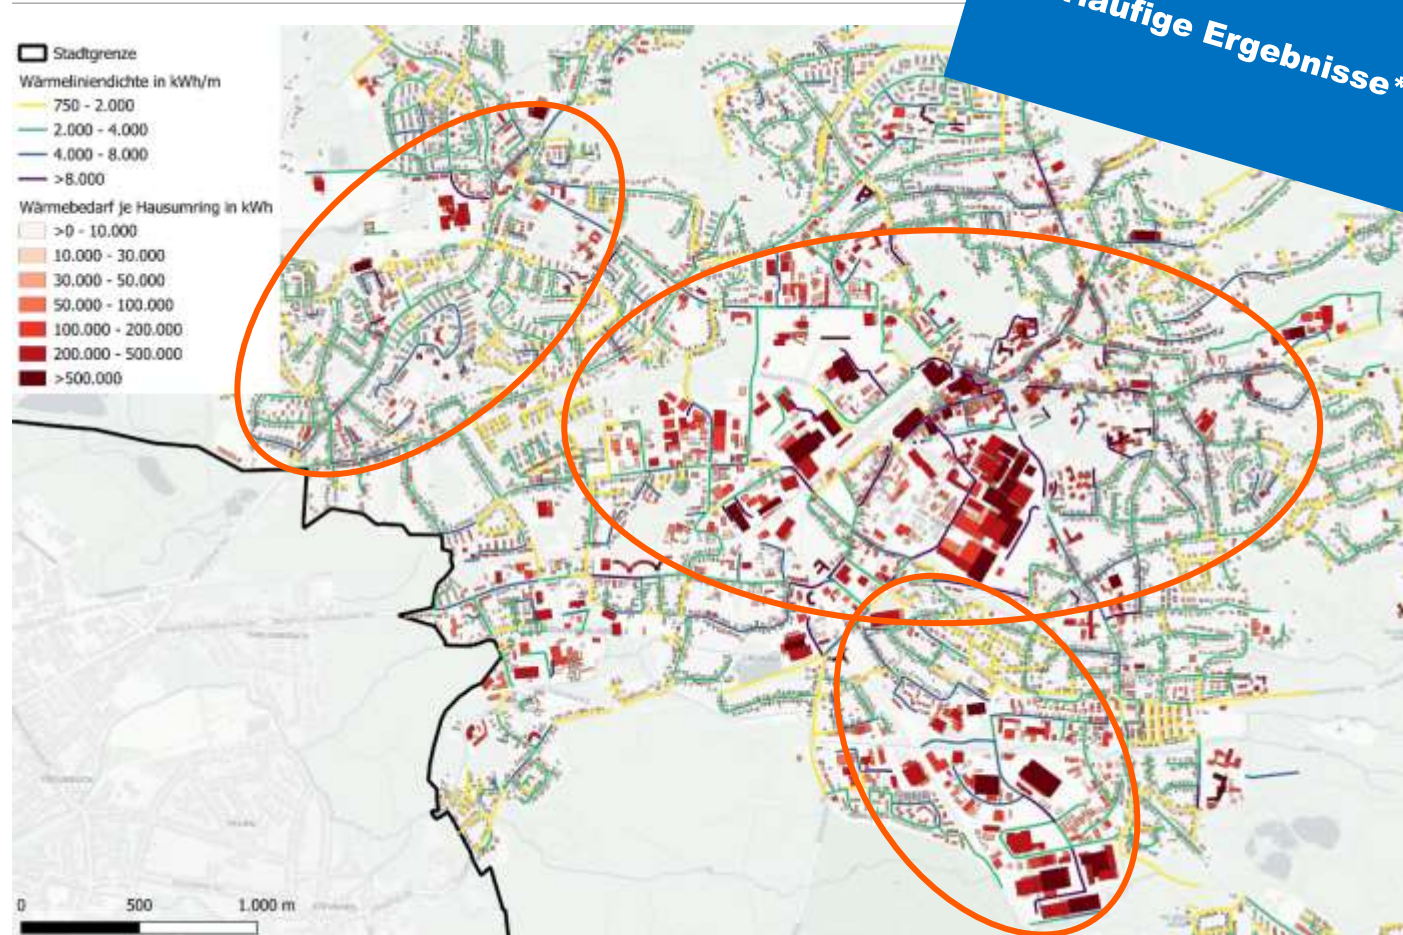 häufige Ergebnisse*
Stadtgrenze
Wärmeliniendichte in kWh/m
750 - 2.000
2.000 - 4.000
4.000 - 8.000
>8.000
Wärmebedarf je Hausumring in kWh
>0 - 10.000
10.000 - 30.000
30.000 - 50.000
50.000 - 100.000
100.000 - 200.000
200.000 - 500.000
>500.000
0 500 1.000 m